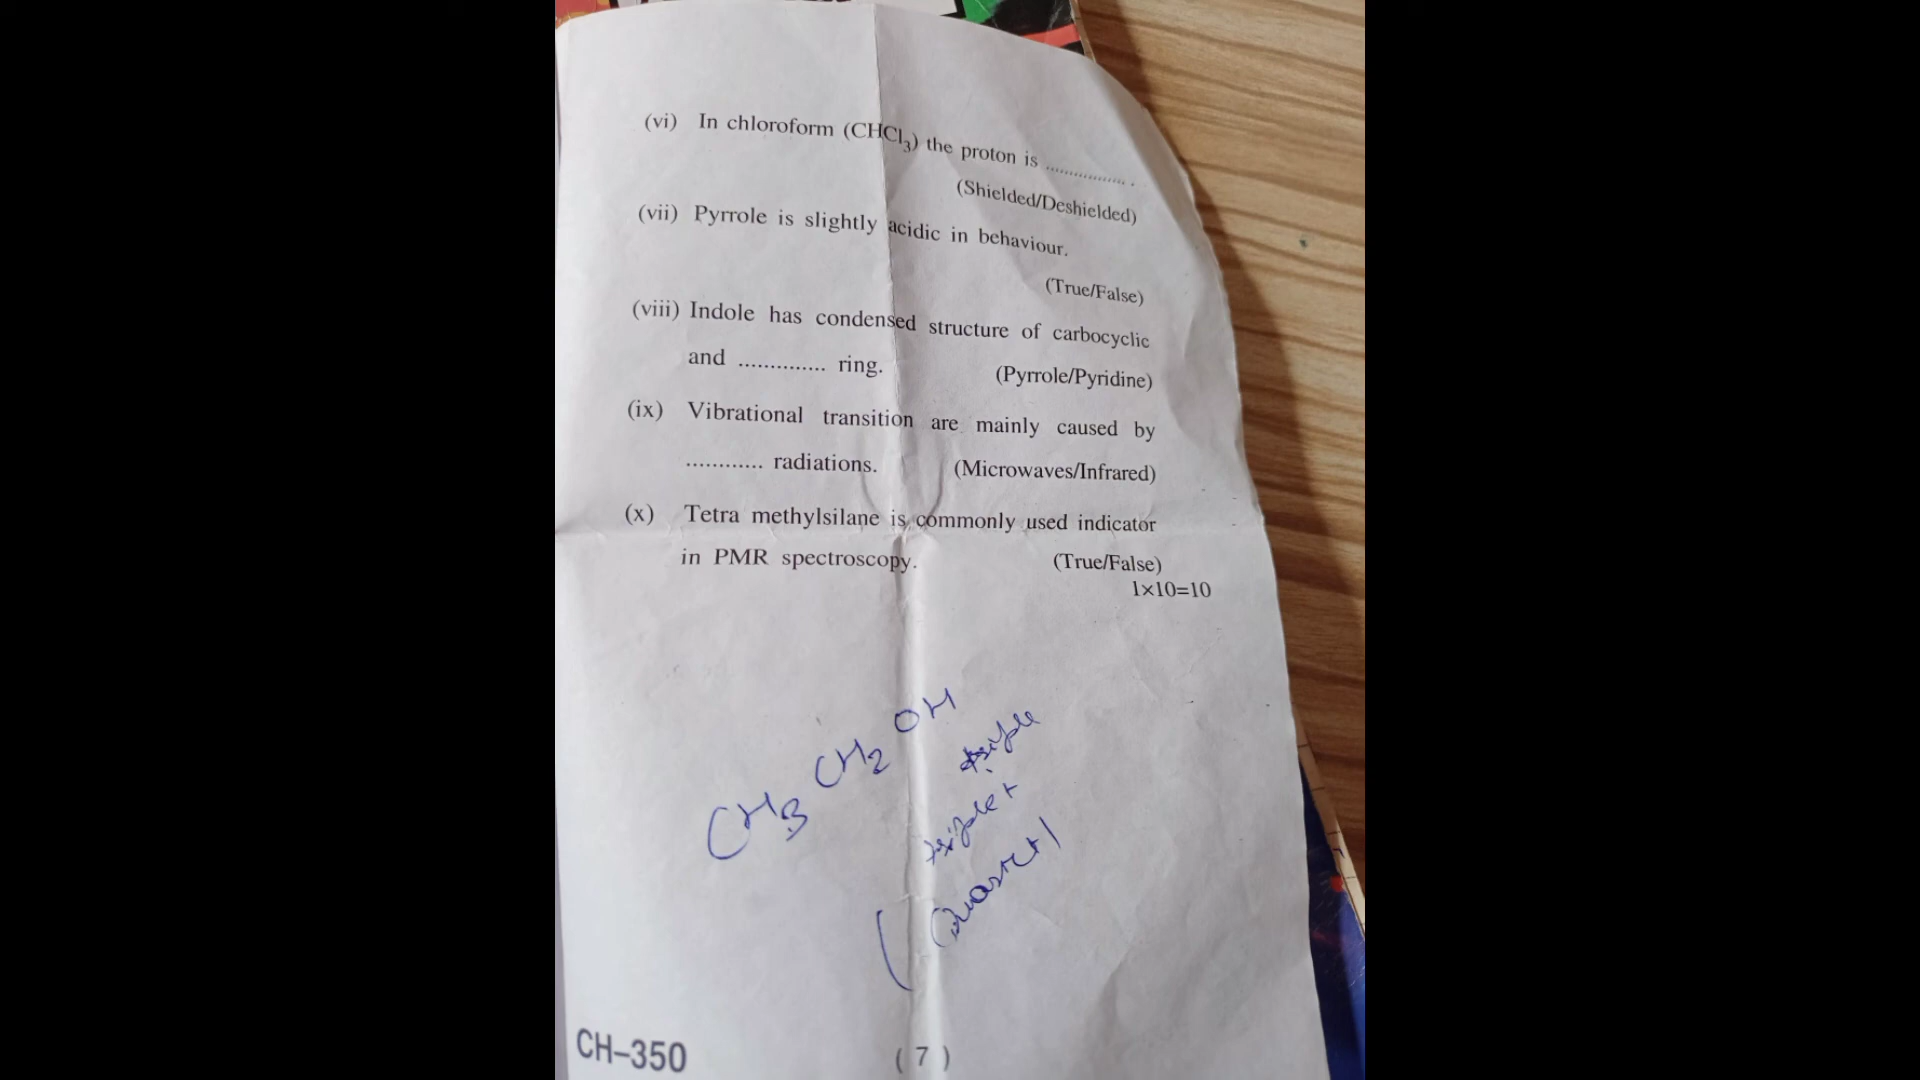 (vi) In chloroform (CHCl₃) the proton is ................. .
(Shielded/Deshielded)
(vii) Pyrrole is slightly acidic in behaviour.
(True/False)
(viii) Indole has condensed structure of carbocyclic
and .............. ring. (Pyrrole/Pyridine)
(ix) Vibrational transition are mainly caused by
............ radiations. (Microwaves/Infrared)
(x) Tetra methylsilane is commonly used indicator
in PMR spectroscopy. (True/False)
1×10=10
CH₃ CH₂ OH
triplet
CH–350
( 7 )